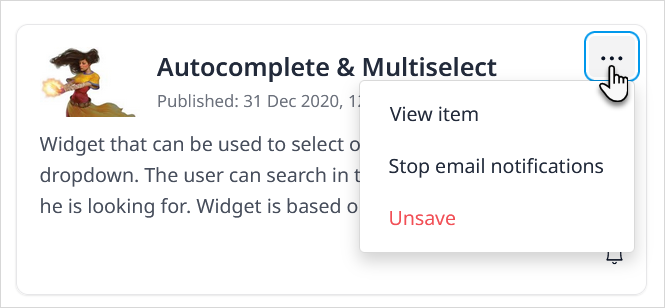 Autocomplete & Multiselect
Published: 31 Dec 2020, 12
View item
Widget that can be used to select o
Stop email notifications
dropdown. The user can search in t
he is looking for. Widget is based o
Unsave